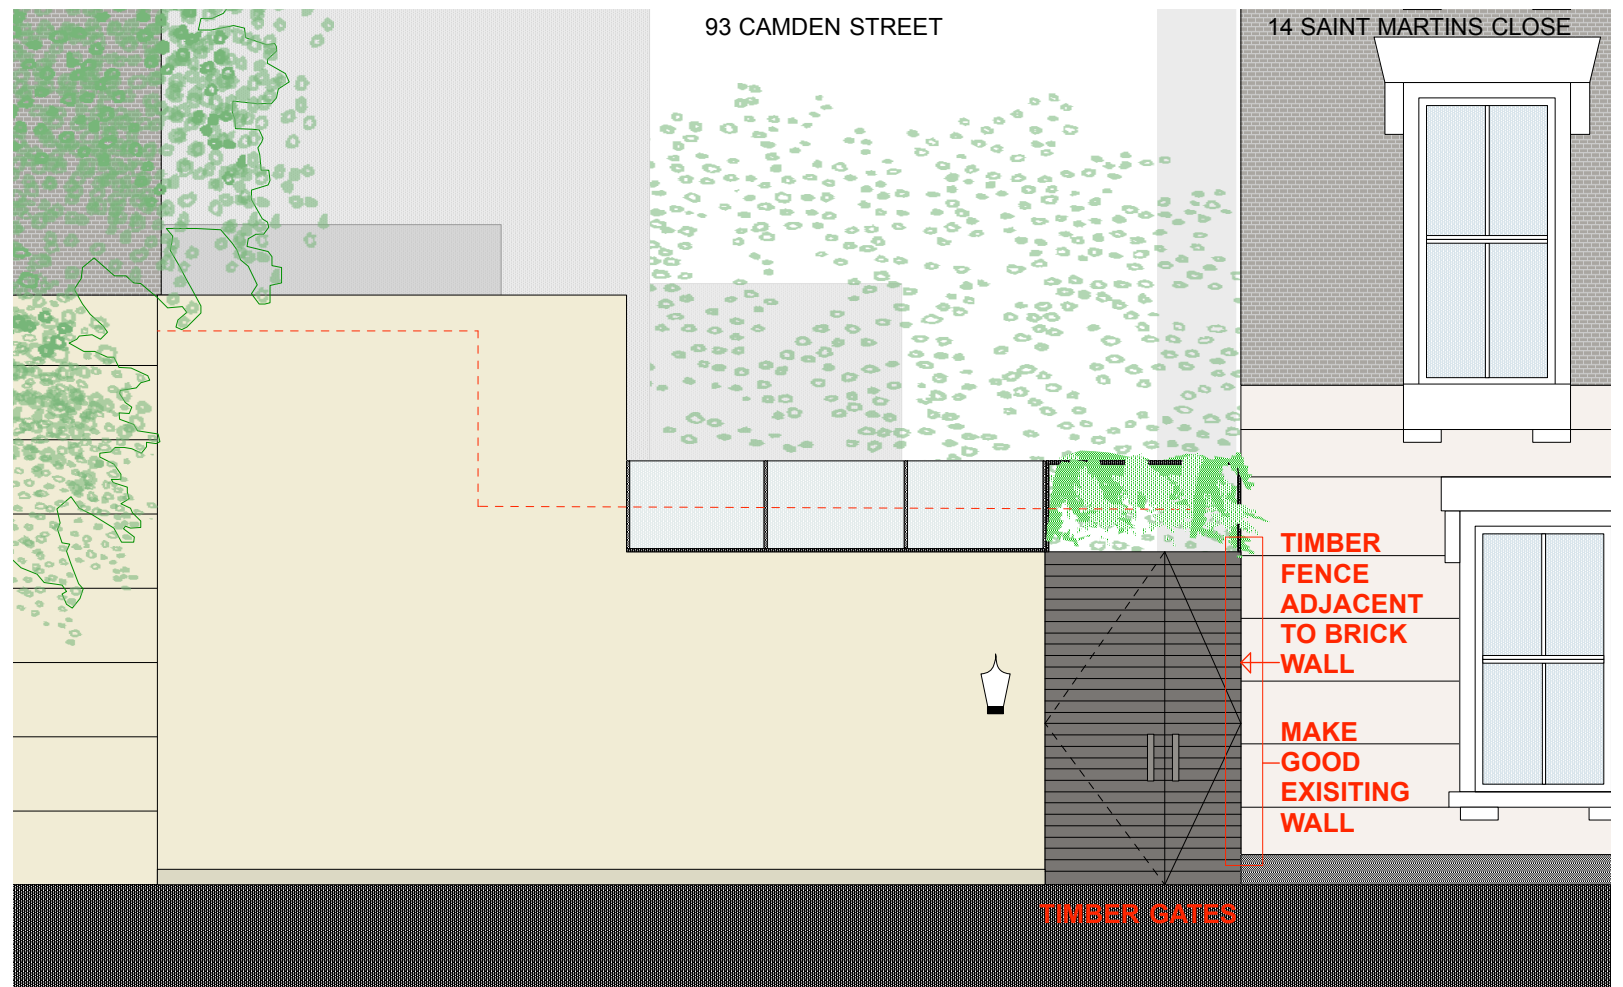 93 CAMDEN STREET
14 SAINT MARTINS CLOSE
TIMBER
FENCE
ADJACENT
TO BRICK
WALL
MAKE
GOOD
EXISITING
WALL
TIMBER GATES